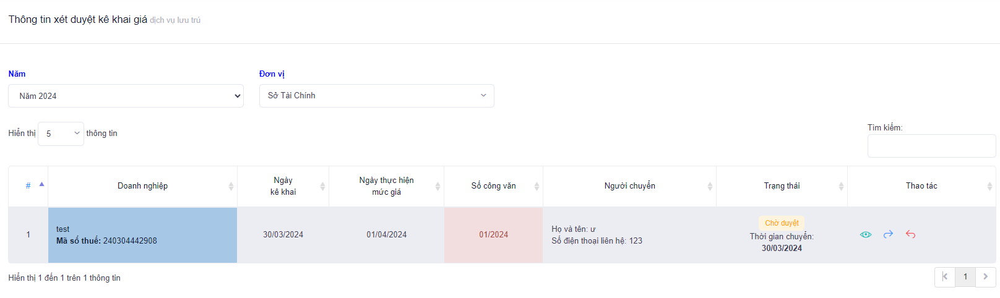 Thông tin xét duyệt kê khai giá dịch vụ lưu trú
Năm
Đơn vị
Năm 2024
Sở Tài Chính
Hiển thị 5 thông tin
Tìm kiếm:
# Doanh nghiệp Ngày kê khai Ngày thực hiện mức giá Số công văn Người chuyển Trạng thái Thao tác
1
test
Mã số thuế: 240304442908
30/03/2024
01/04/2024
01/2024
Họ và tên: ư
Số điện thoại liên hệ: 123
Chờ duyệt
Thời gian chuyển:
30/03/2024
Hiển thị 1 đến 1 trên 1 thông tin
1